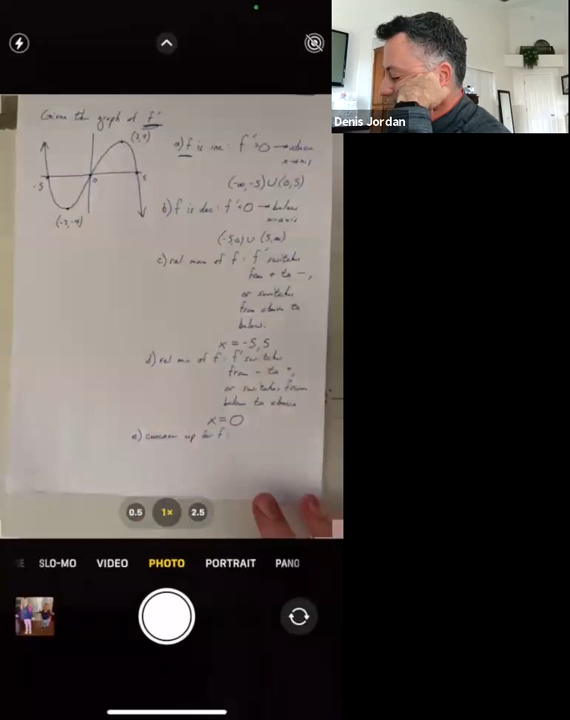 Denis Jordan
Given the graph of f'
(3,4)
-5
0
5
(-3,-4)
a) f is inc: f' > 0 → above
x-axis
(-∞,-5) ∪ (0,5)
b) f is dec: f' < 0 → below
x-axis
(-5,0) ∪ (5,∞)
c) rel max of f: f' switches
from + to -,
or switches
from above to
below.
x = -5, 5
d) rel min of f: f' switches
from - to +,
or switches from
below to above
x = 0
e) concave up for f:
0.5
1×
2.5
SLO-MO
VIDEO
PHOTO
PORTRAIT
PANO